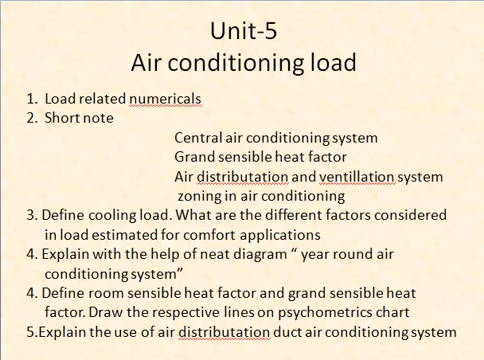 Unit-5
Air conditioning load
1. Load related numericals
2. Short note
Central air conditioning system
Grand sensible heat factor
Air distributation and ventillation system
zoning in air conditioning
3. Define cooling load. What are the different factors considered
in load estimated for comfort applications
4. Explain with the help of neat diagram “ year round air
conditioning system”
4. Define room sensible heat factor and grand sensible heat
factor. Draw the respective lines on psychometrics chart
5.Explain the use of air distributation duct air conditioning system